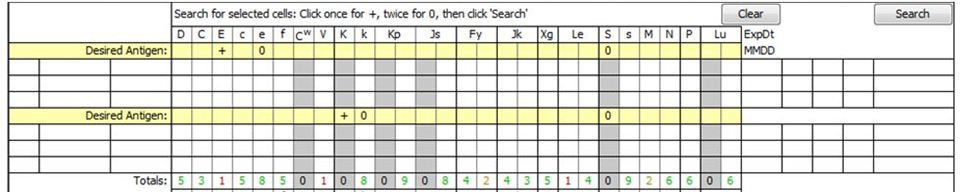 Search for selected cells: Click once for +, twice for 0, then click 'Search' Clear Search
D C E c e f Cᵂ V K k Kp Js Fy Jk Xg Le S s M N P Lu ExpDt
Desired Antigen: + 0 0 MMDD
Desired Antigen: + 0 0
Totals: 5 3 1 5 8 5 0 1 0 8 0 9 0 8 4 2 4 3 5 1 4 0 9 2 6 6 0 6